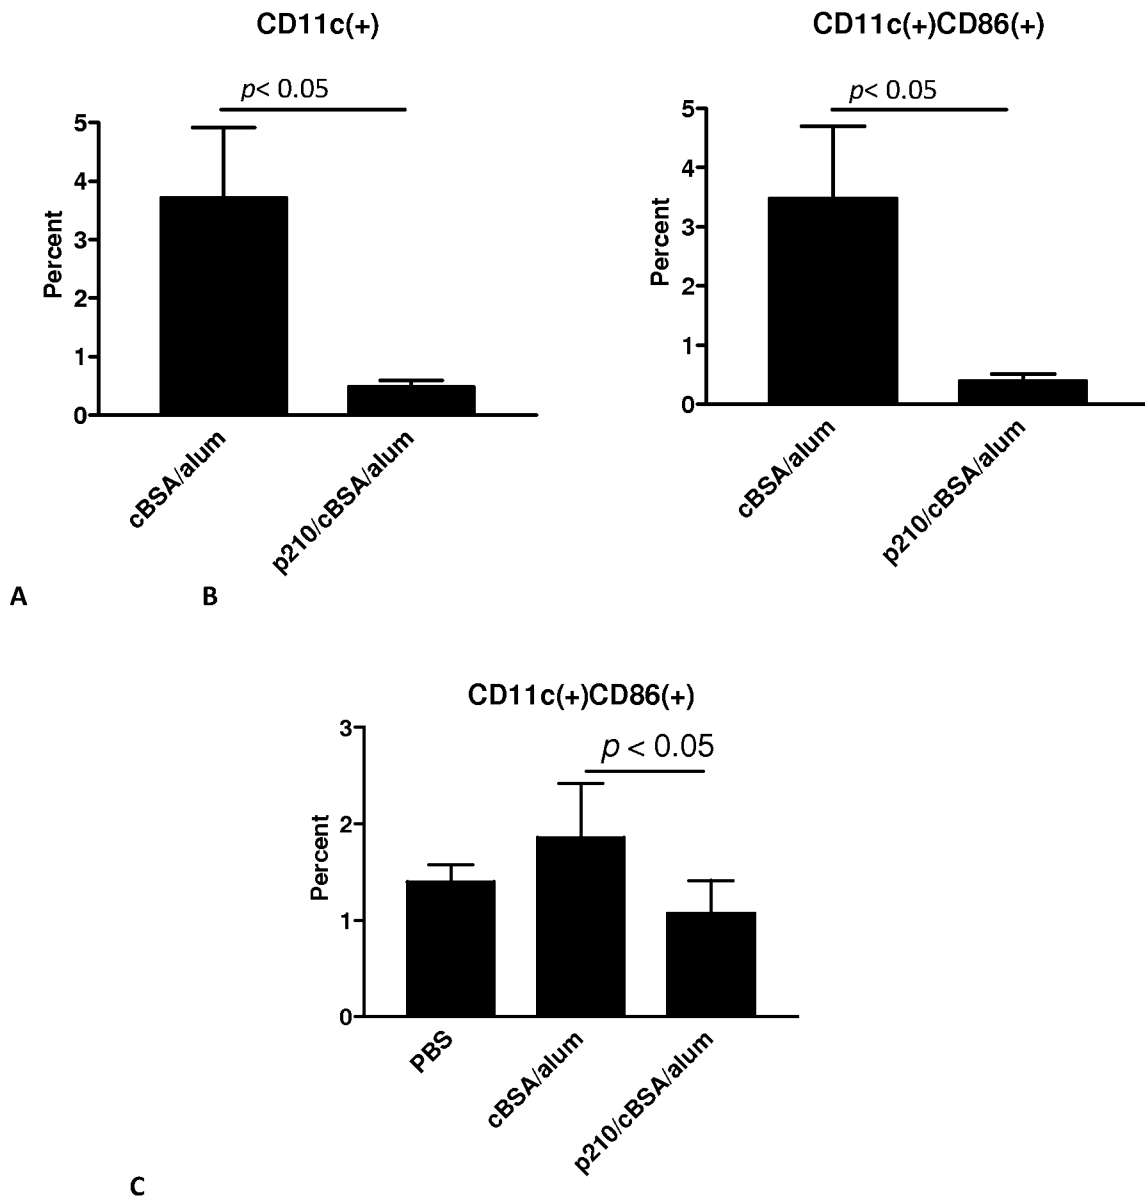 CD11c(+)
p< 0.05
5
4
3
2
1
0
Percent
cBSA/alum
p210/cBSA/alum
A
CD11c(+)CD86(+)
p< 0.05
5
4
3
2
1
0
Percent
cBSA/alum
p210/cBSA/alum
B
CD11c(+)CD86(+)
p < 0.05
3
2
1
0
Percent
PBS
cBSA/alum
p210/cBSA/alum
C